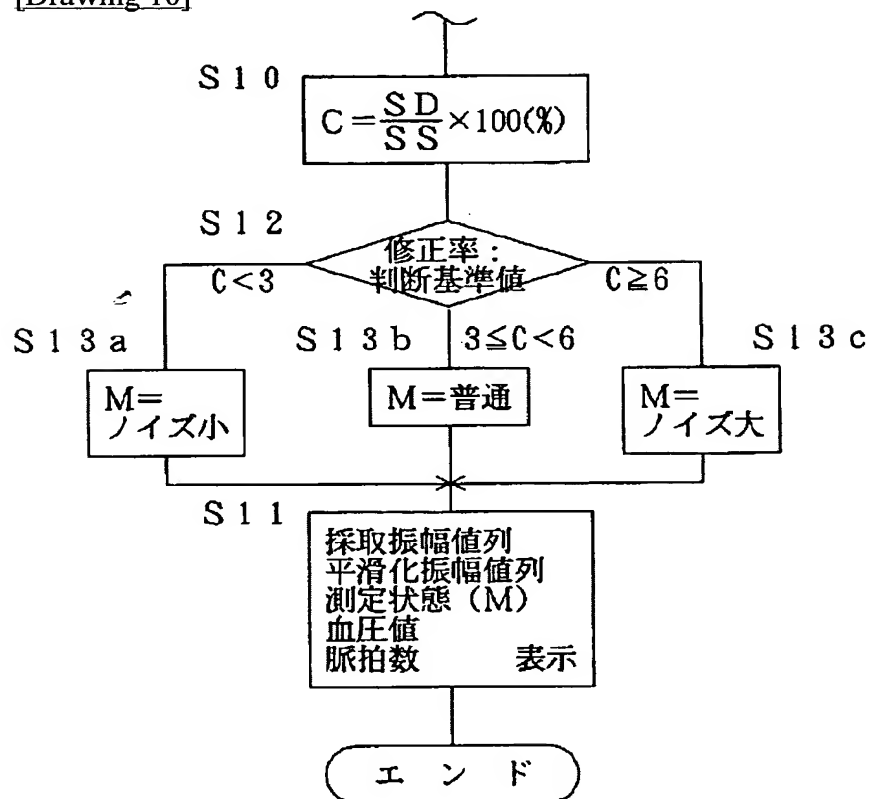 [Drawing 10]
S10
C=SD/SS×100(%)
S12
修正率:
判断基準値
C<3
C≧6
S13a
S13b
3≦C<6
S13c
M=
ノイズ小
M=普通
M=
ノイズ大
S11
採取振幅値列
平滑化振幅値列
測定状態(M)
血圧値
脈拍数 表示
エンド